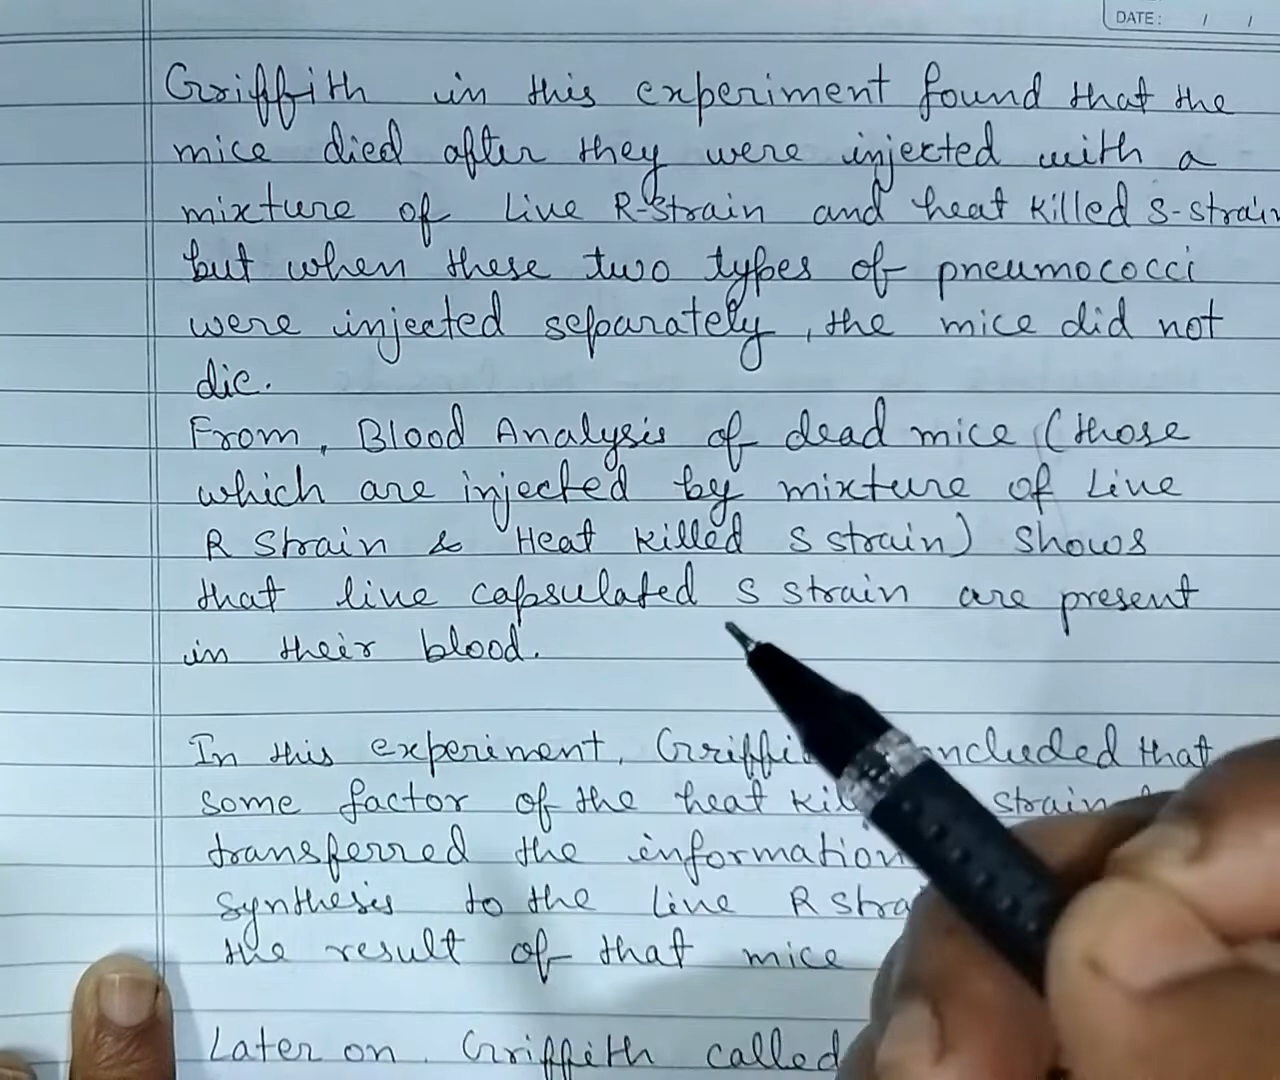 DATE: / /
Griffith in this experiment found that the
mice died after they were injected with a
mixture of Live R-Strain and heat killed S-strain
but when these two types of pneumococci
were injected separately, the mice did not
die.
From, Blood Analysis of dead mice (those
which are injected by mixture of Live
R Strain & Heat killed S strain) shows
that live capsulated S strain are present
in their blood.
In this experiment, that
some factor of the heat strain
transferred the information
synthesis to the Live R
the result of that mice
Later on, Griffith called